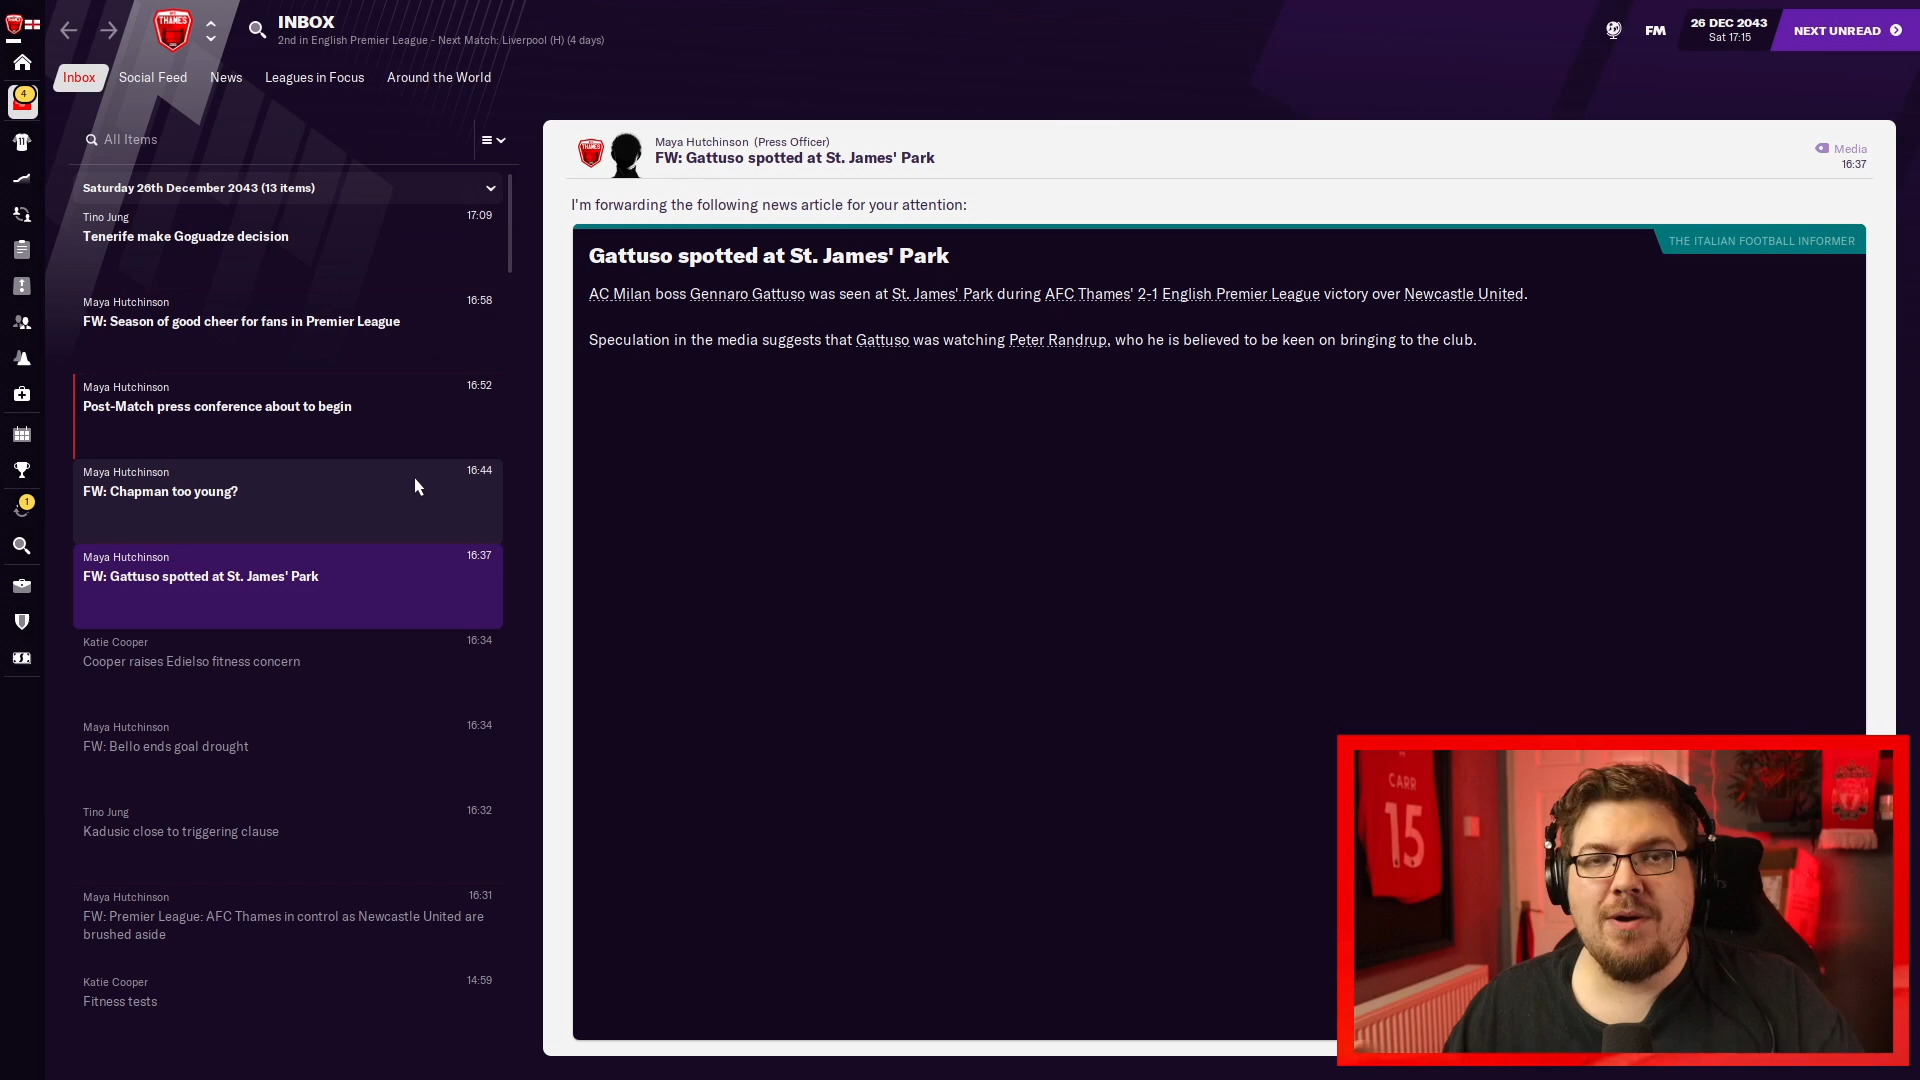 THAMES
INBOX
2nd in English Premier League - Next Match: Liverpool (H) (4 days)
FM
26 DEC 2043
Sat 17:15
NEXT UNREAD
Inbox
Social Feed
News
Leagues in Focus
Around the World
4
11
1
All Items
Saturday 26th December 2043 (13 items)
Tino Jung
17:09
Tenerife make Goguadze decision
Maya Hutchinson
16:58
FW: Season of good cheer for fans in Premier League
Maya Hutchinson
16:52
Post-Match press conference about to begin
Maya Hutchinson
16:44
FW: Chapman too young?
Maya Hutchinson
16:37
FW: Gattuso spotted at St. James' Park
Katie Cooper
16:34
Cooper raises Edielso fitness concern
Maya Hutchinson
16:34
FW: Bello ends goal drought
Tino Jung
16:32
Kadusic close to triggering clause
Maya Hutchinson
16:31
FW: Premier League: AFC Thames in control as Newcastle United are
brushed aside
Katie Cooper
14:59
Fitness tests
THAMES
Maya Hutchinson (Press Officer)
FW: Gattuso spotted at St. James' Park
Media
16:37
I'm forwarding the following news article for your attention:
THE ITALIAN FOOTBALL INFORMER
Gattuso spotted at St. James' Park
AC Milan boss Gennaro Gattuso was seen at St. James' Park during AFC Thames' 2-1 English Premier League victory over Newcastle United.
Speculation in the media suggests that Gattuso was watching Peter Randrup, who he is believed to be keen on bringing to the club.
CARR
15